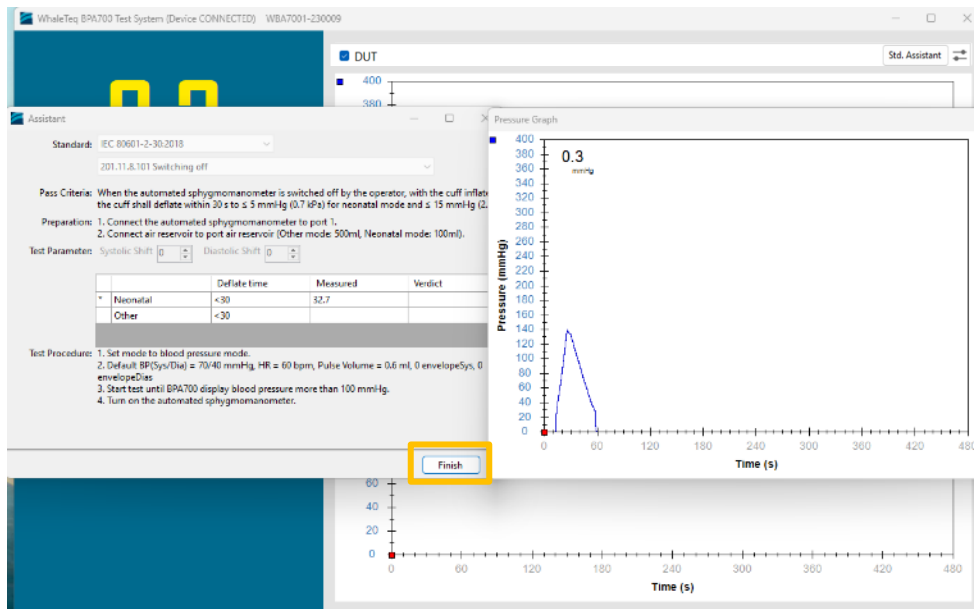 WhaleTeq BPA700 Test System (Device CONNECTED) WBA7001-230009
DUT
Std. Assistant
400
380
Assistant
Standard: IEC 80601-2-30:2018
201.11.8.101 Switching off
Pass Criteria: When the automated sphygmomanometer is switched off by the operator, with the cuff inflate
the cuff shall deflate within 30 s to ≤ 5 mmHg (0.7 kPa) for neonatal mode and ≤ 15 mmHg (2.
Preparation: 1. Connect the automated sphygmomanometer to port 1.
2. Connect air reservoir to port air reservoir (Other mode: 500ml, Neonatal mode: 100ml).
Test Parameter: Systolic Shift 0 Diastolic Shift 0
Deflate time Measured Verdict
* Neonatal <30 32.7
Other <30
Test Procedure: 1. Set mode to blood pressure mode.
2. Default BP(Sys/Dia) = 70/40 mmHg, HR = 60 bpm, Pulse Volume = 0.6 ml, 0 envelopeSys, 0
envelopeDias
3. Start test until BPA700 display blood pressure more than 100 mmHg.
4. Turn on the automated sphygmomanometer.
Finish
Pressure Graph
0.3
mmHg
400
380
360
340
320
300
280
260
240
220
200
180
160
140
120
100
80
60
40
20
0
Pressure (mmHg)
0 60 120 180 240 300 360 420 480
Time (s)
60
40
20
0
0 60 120 180 240 300 360 420 480
Time (s)